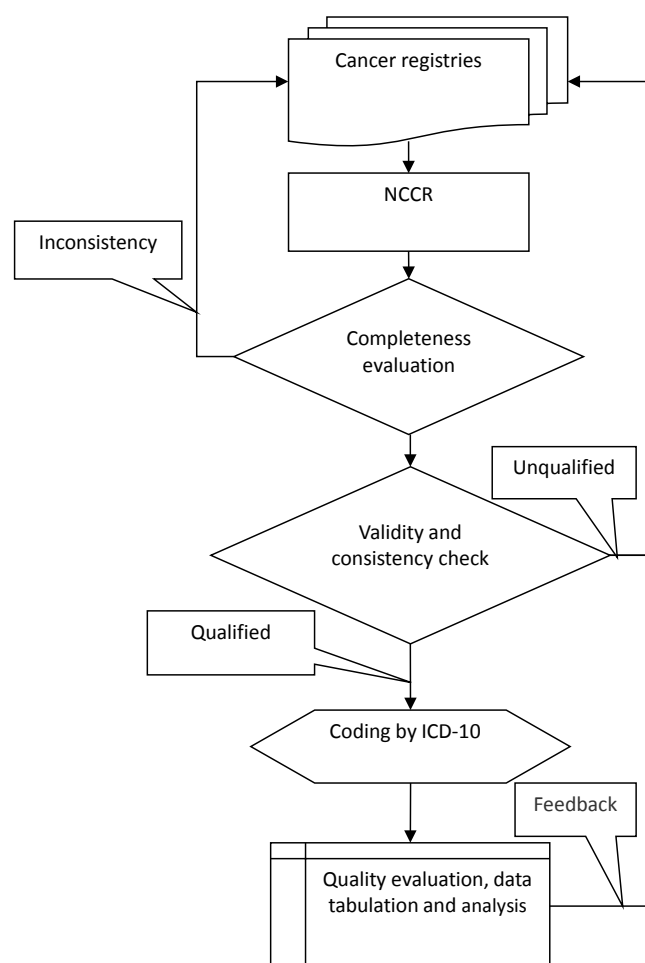 Cancer registries
NCCR
Inconsistency
Completeness
evaluation
Unqualified
Validity and
consistency check
Qualified
Coding by ICD-10
Feedback
Quality evaluation, data
tabulation and analysis